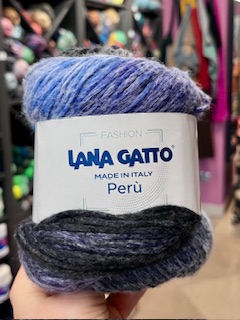 FASHION
LANA GATTO
MADE IN ITALY
Perù